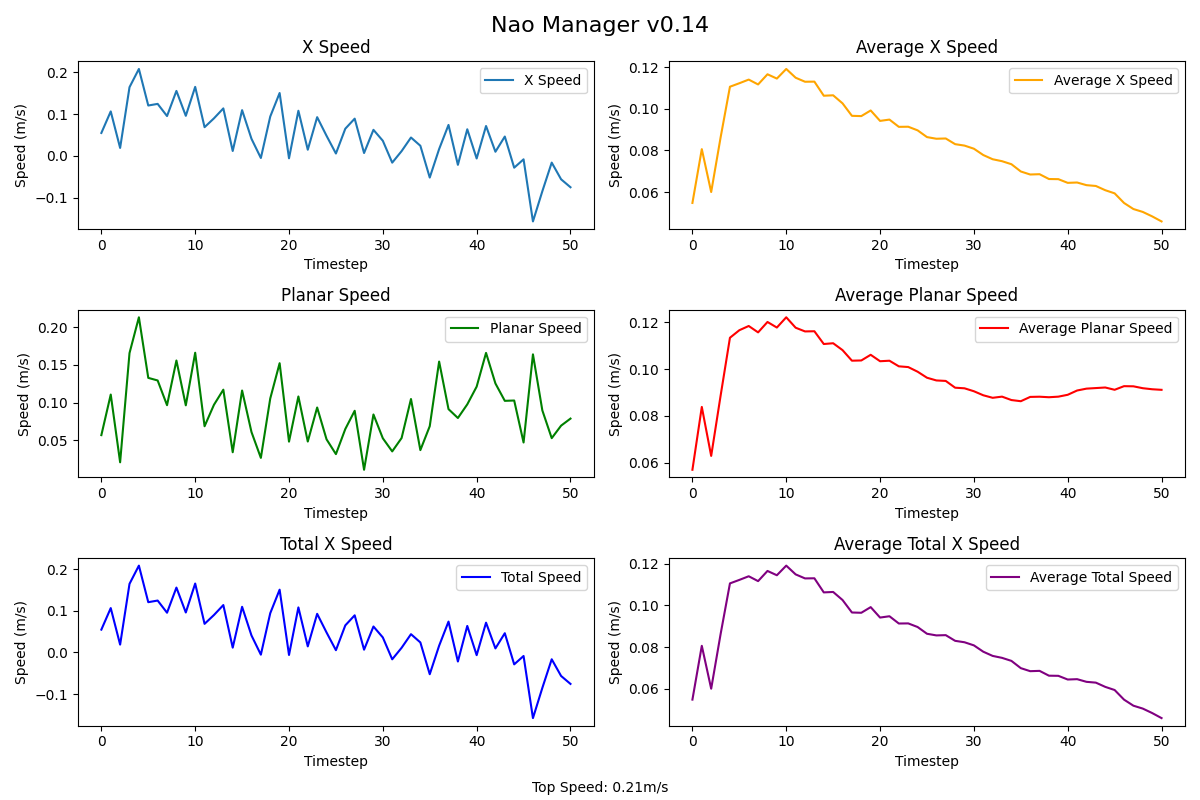 Nao Manager v0.14
X Speed
Speed (m/s)
0.2
0.1
0.0
−0.1
X Speed
0
10
20
30
40
50
Timestep
Average X Speed
Speed (m/s)
0.12
0.10
0.08
0.06
Average X Speed
0
10
20
30
40
50
Timestep
Planar Speed
Speed (m/s)
0.20
0.15
0.10
0.05
Planar Speed
0
10
20
30
40
50
Timestep
Average Planar Speed
Speed (m/s)
0.12
0.10
0.08
0.06
Average Planar Speed
0
10
20
30
40
50
Timestep
Total X Speed
Speed (m/s)
0.2
0.1
0.0
−0.1
Total Speed
0
10
20
30
40
50
Timestep
Average Total X Speed
Speed (m/s)
0.12
0.10
0.08
0.06
Average Total Speed
0
10
20
30
40
50
Timestep
Top Speed: 0.21m/s